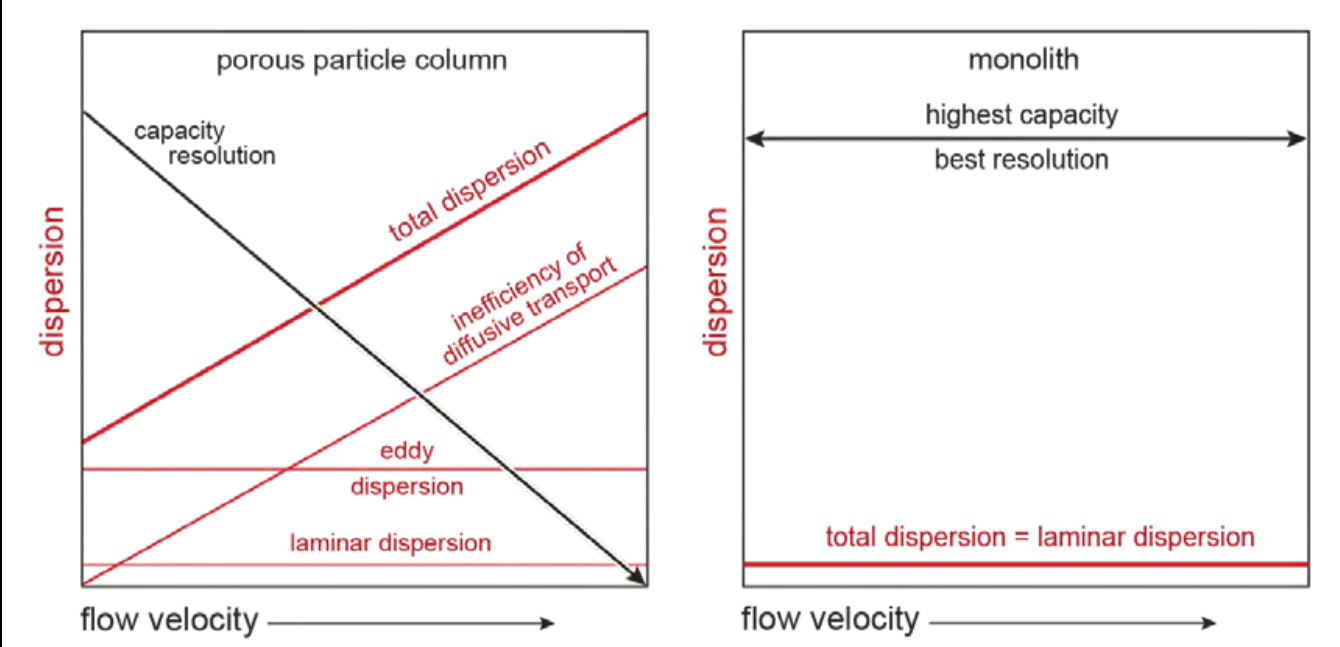 porous particle column
capacity
resolution
total dispersion
inefficiency of
diffusive transport
eddy
dispersion
laminar dispersion
dispersion
flow velocity
monolith
highest capacity
best resolution
total dispersion = laminar dispersion
dispersion
flow velocity